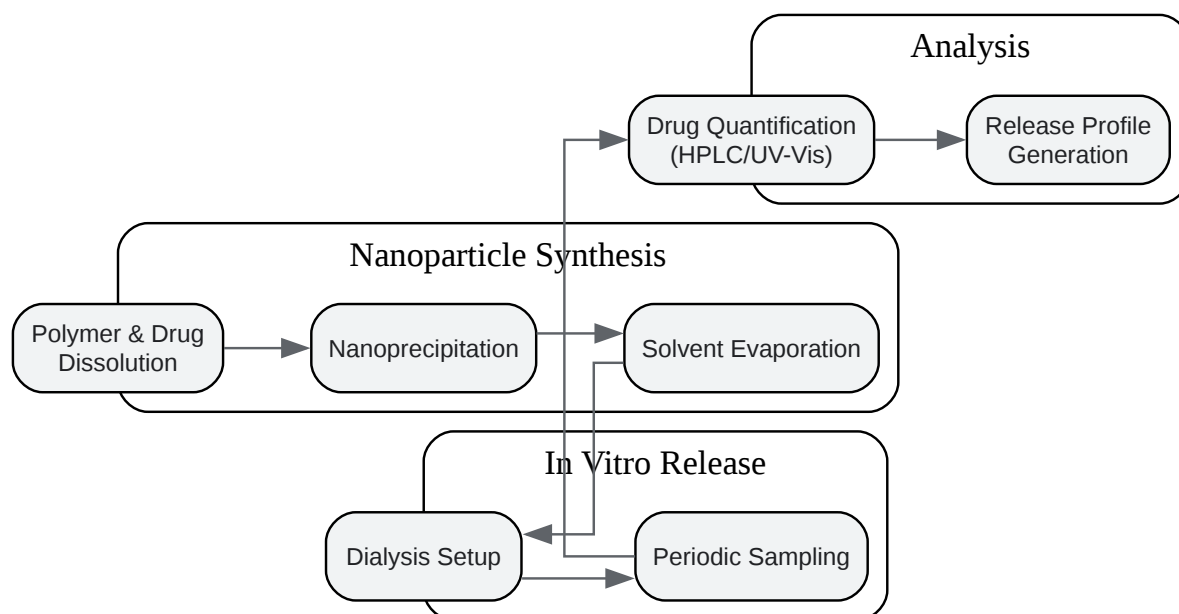 Analysis
Drug Quantification
(HPLC/UV-Vis)
Release Profile
Generation
Nanoparticle Synthesis
Polymer & Drug
Dissolution
Nanoprecipitation
Solvent Evaporation
In Vitro Release
Dialysis Setup
Periodic Sampling